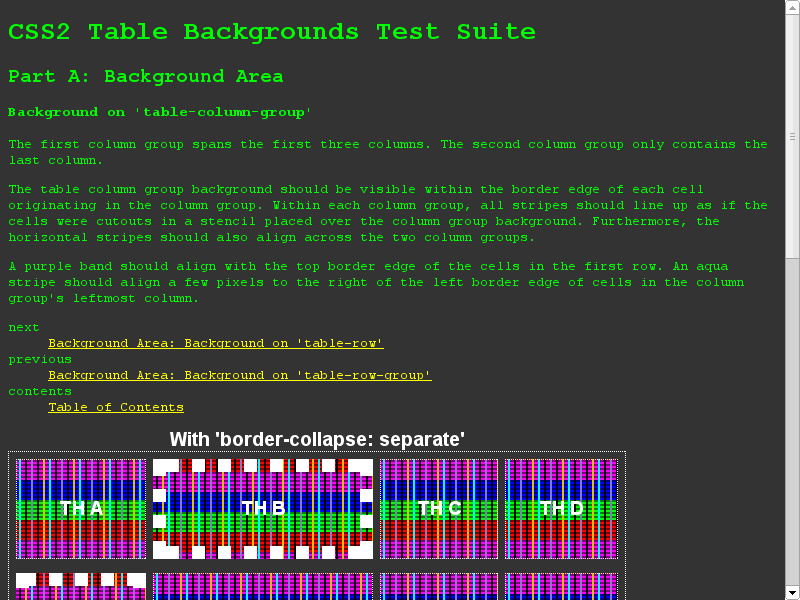 CSS2 Table Backgrounds Test Suite
Part A: Background Area
Background on 'table-column-group'
The first column group spans the first three columns. The second column group only contains the
last column.
The table column group background should be visible within the border edge of each cell
originating in the column group. Within each column group, all stripes should line up as if the
cells were cutouts in a stencil placed over the column group background. Furthermore, the
horizontal stripes should also align across the two column groups.
A purple band should align with the top border edge of the cells in the first row. An aqua
stripe should align a few pixels to the right of the left border edge of cells in the column
group's leftmost column.
next
Background Area: Background on 'table-row'
previous
Background Area: Background on 'table-row-group'
contents
Table of Contents
With 'border-collapse: separate'
TH A TH B TH C TH D